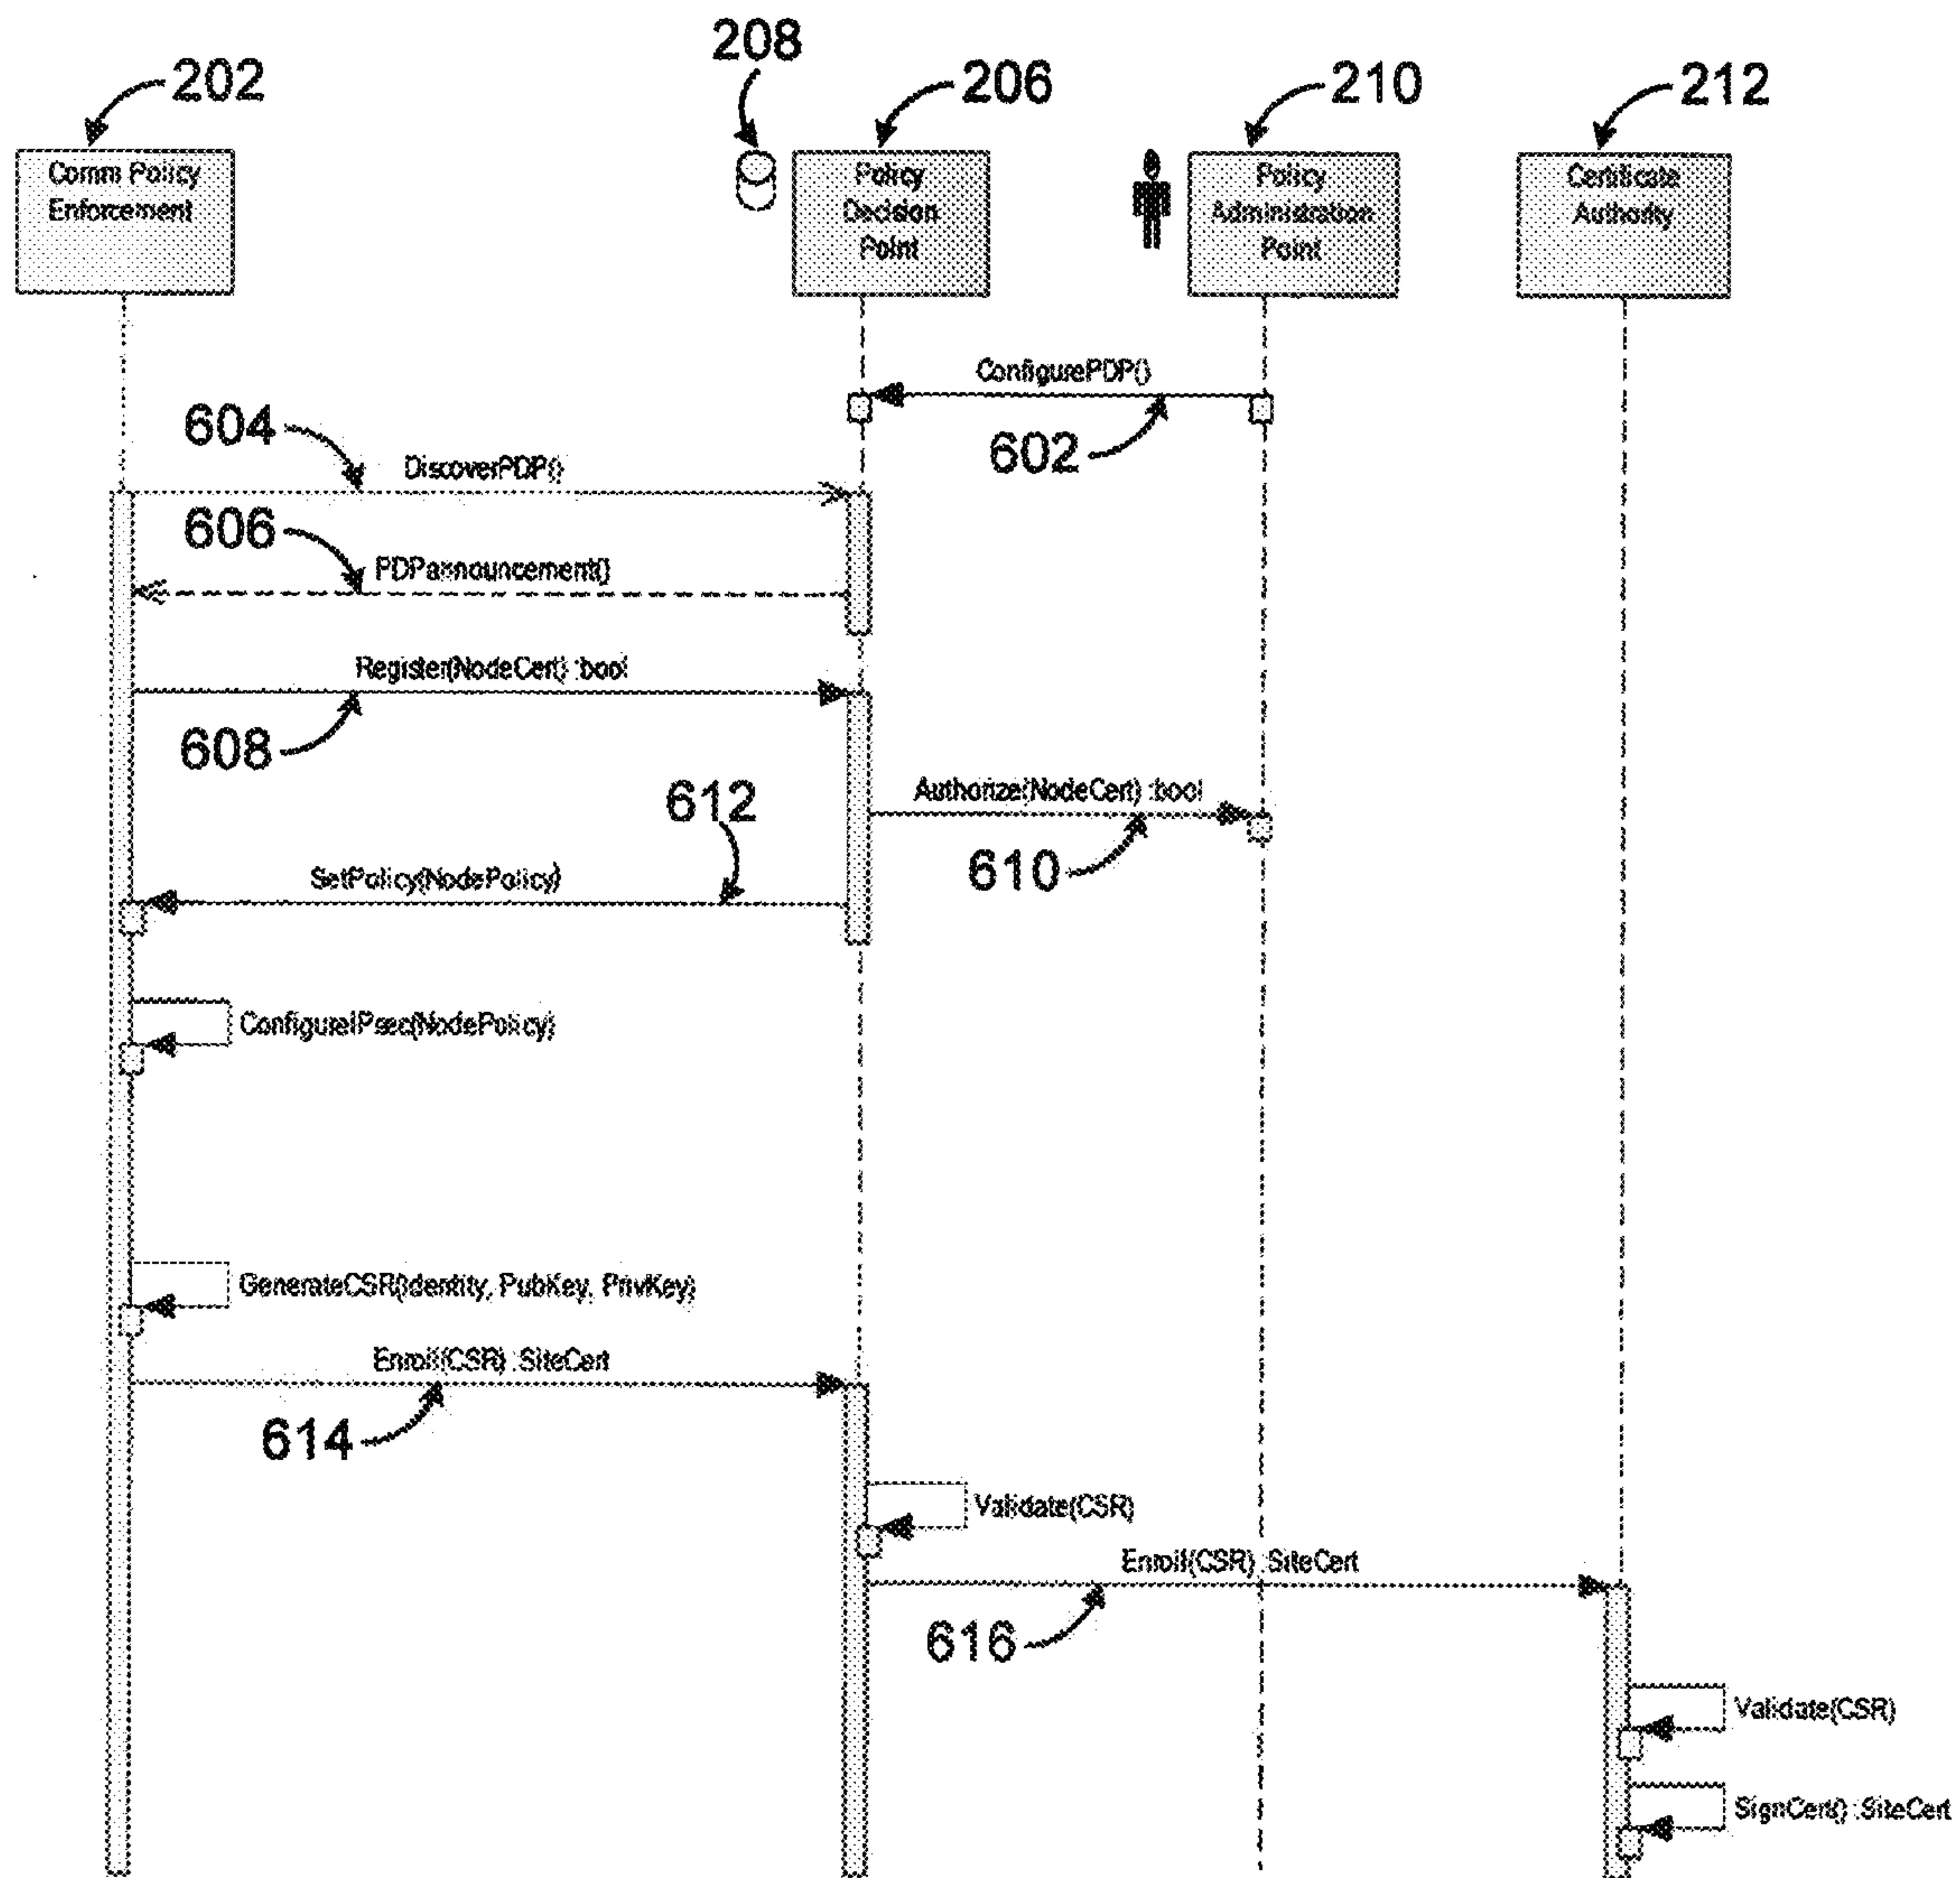 208
202
206
210
212
Comm Policy
Enforcement
Policy
Decision
Point
Policy
Administration
Point
Certificate
Authority
ConfigurePDP()
602
604
DiscoverPDP()
606
PDPannouncement()
Register(NodeCert) :bool
608
612
Authorize(NodeCert) :bool
610
SetPolicy(NodePolicy)
ConfigureIPsec(NodePolicy)
GenerateCSR(Identity, PubKey, PrivKey)
Enroll(CSR) :SiteCert
614
Validate(CSR)
Enroll(CSR) :SiteCert
616
Validate(CSR)
SignCert() :SiteCert